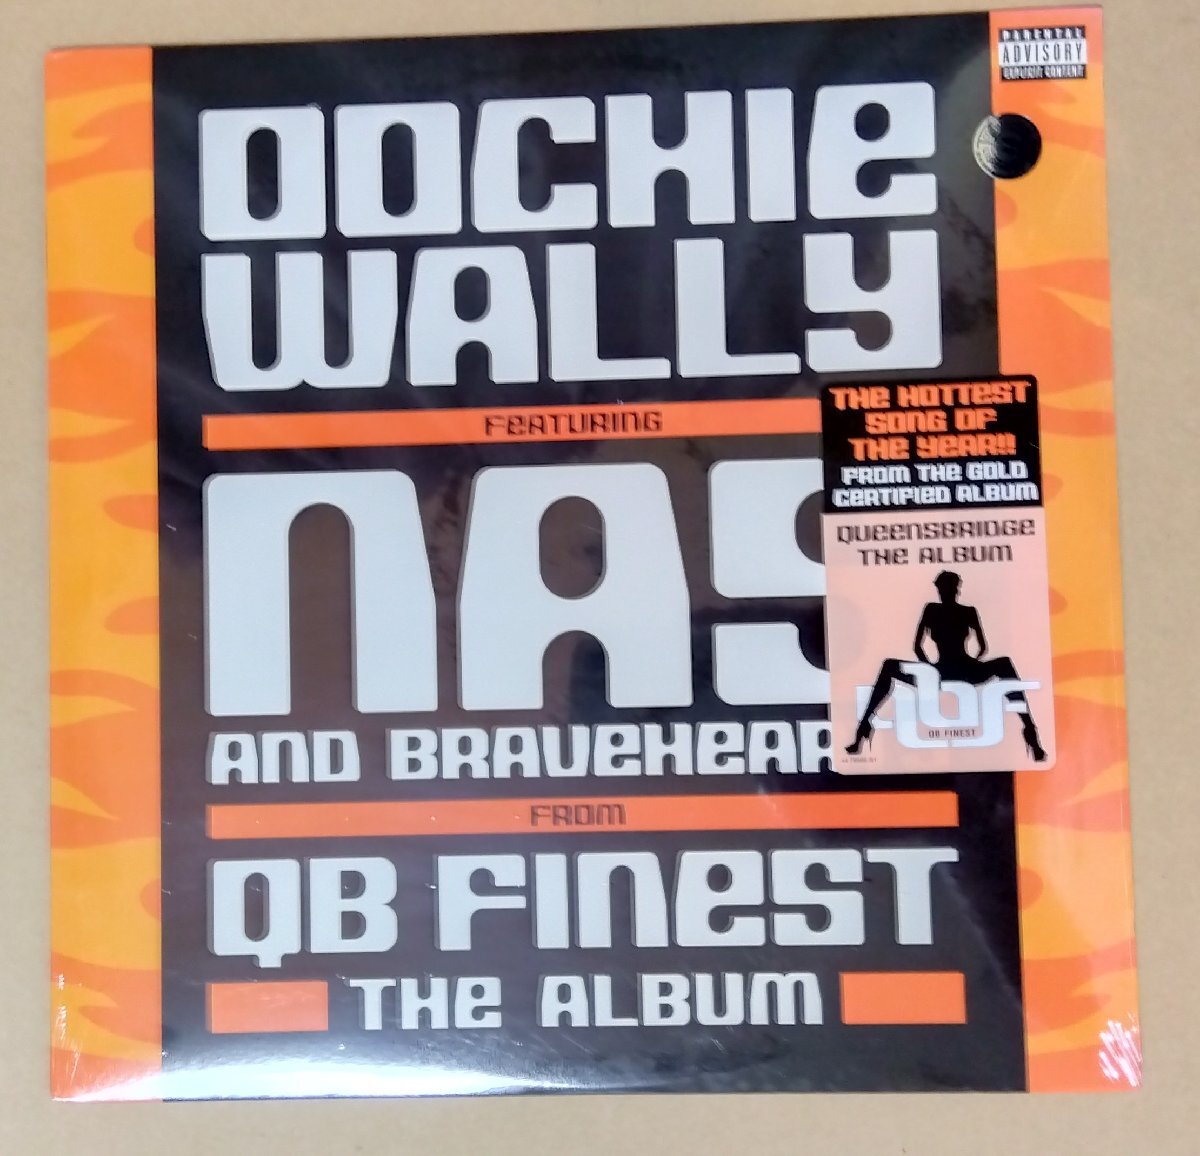 PARENTAL
ADVISORY
EXPLICIT CONTENT
OOCHIE
WALLY
FEATURING
NAS
AND BRAVEHEAR
FROM
QB FINEST
THE ALBUM
THE HOTTEST
SONG OF
THE YEAR!!
FROM THE GOLD
CERTIFIED ALBUM
QUEENSBRIDGE
THE ALBUM
qbf
QB FINEST